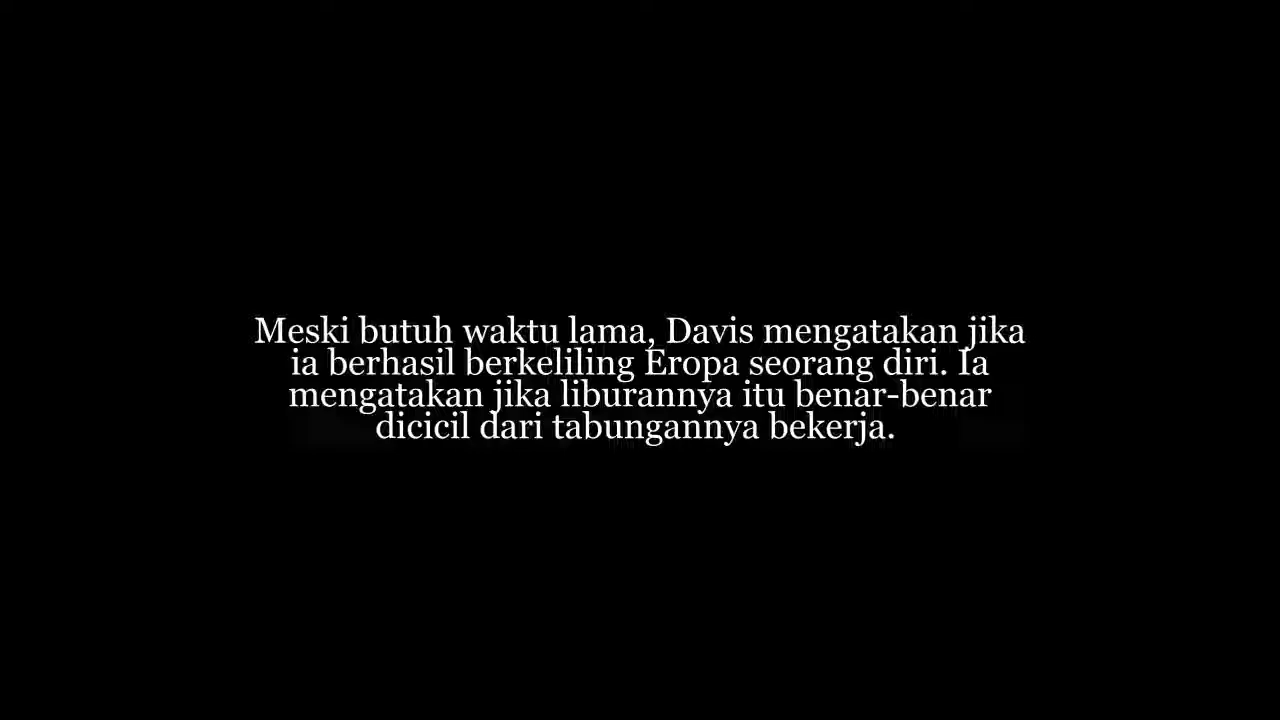 Meski butuh waktu lama, Davis mengatakan jika
ia berhasil berkeliling Eropa seorang diri. Ia
mengatakan jika liburannya itu benar-benar
dicicil dari tabungannya bekerja.